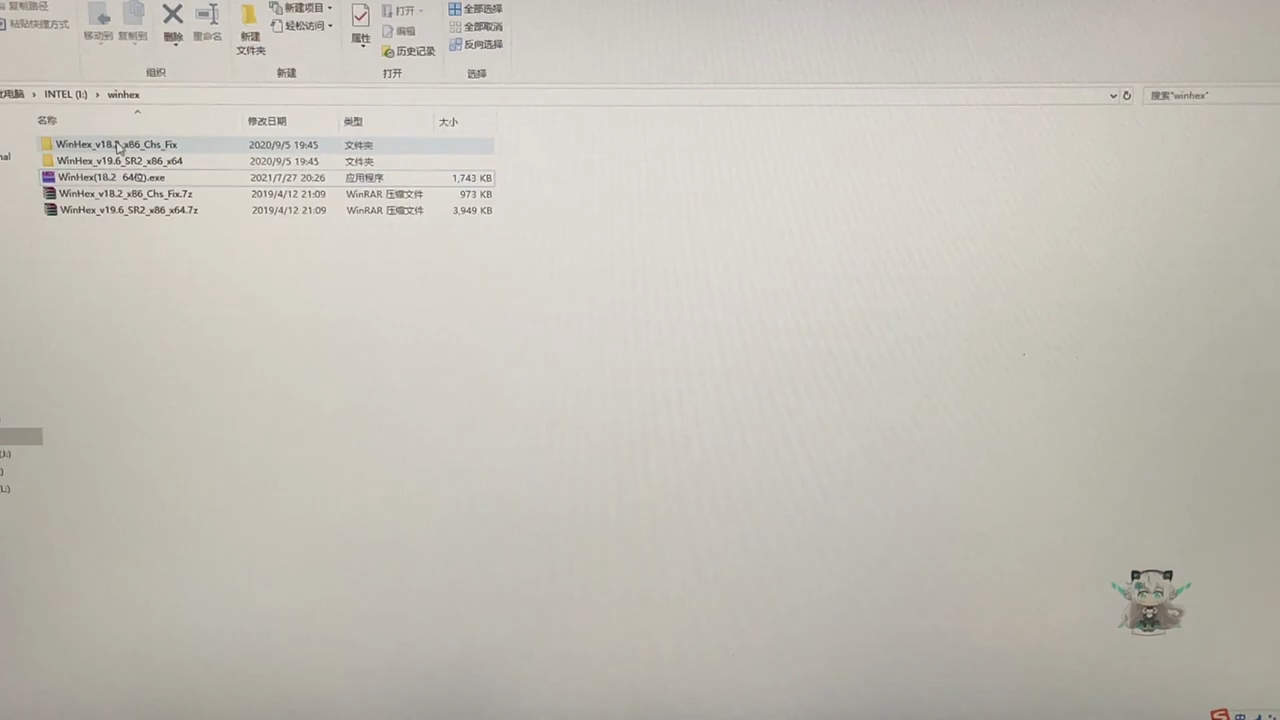 复制路径
粘贴快捷方式
移动到
复制到
删除
重命名
组织
新建
文件夹
新建项目
轻松访问
新建
属性
打开
编辑
历史记录
打开
全部选择
全部取消
反向选择
选择
电脑 › INTEL (I:) › winhex
搜索"winhex"
名称 修改日期 类型 大小
WinHex_v18.2_x86_Chs_Fix 2020/9/5 19:45 文件夹
WinHex_v19.6_SR2_x86_x64 2020/9/5 19:45 文件夹
WinHex(18.2 64位).exe 2021/7/27 20:26 应用程序 1,743 KB
WinHex_v18.2_x86_Chs_Fix.7z 2019/4/12 21:09 WinRAR 压缩文件 973 KB
WinHex_v19.6_SR2_x86_x64.7z 2019/4/12 21:09 WinRAR 压缩文件 3,949 KB